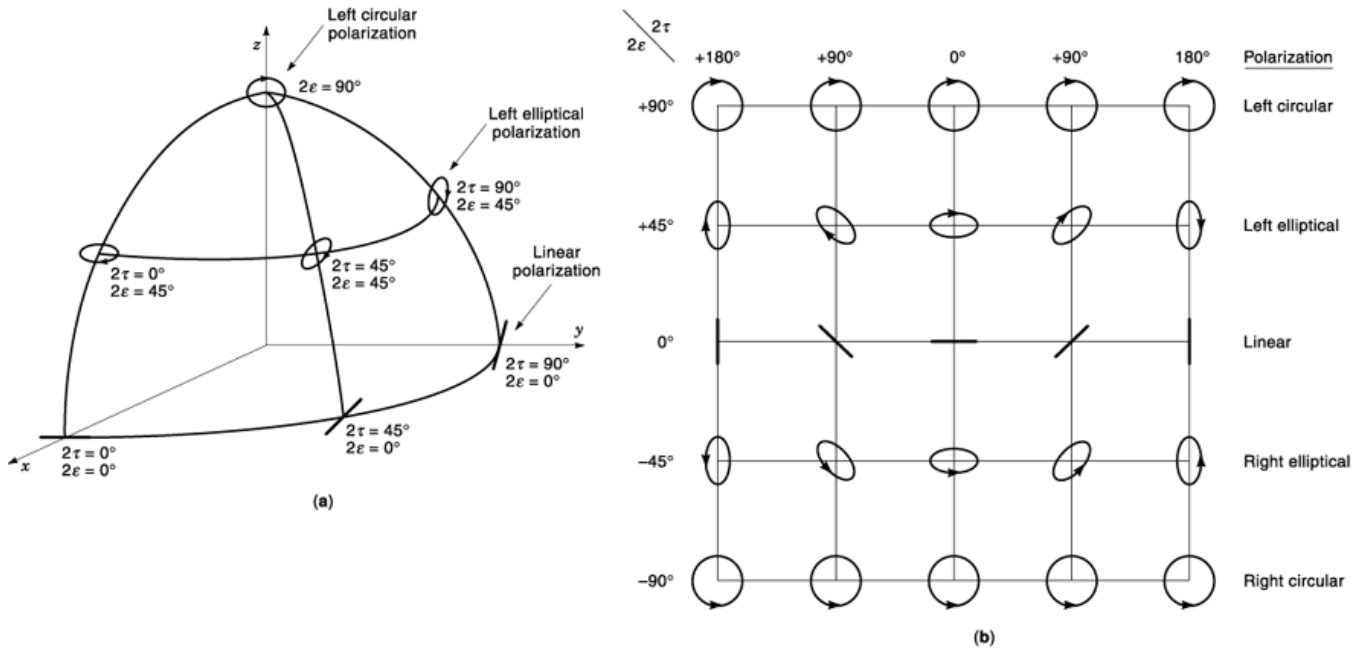 Left circular
polarization
z
2ε = 90°
Left elliptical
polarization
2τ = 90°
2ε = 45°
2τ = 0°
2ε = 45°
2τ = 45°
2ε = 45°
Linear
polarization
y
2τ = 90°
2ε = 0°
2τ = 45°
2ε = 0°
x
2τ = 0°
2ε = 0°
(a)
2τ
2ε
+180° +90° 0° +90° 180° Polarization
+90° Left circular
+45° Left elliptical
0° Linear
−45° Right elliptical
−90° Right circular
(b)